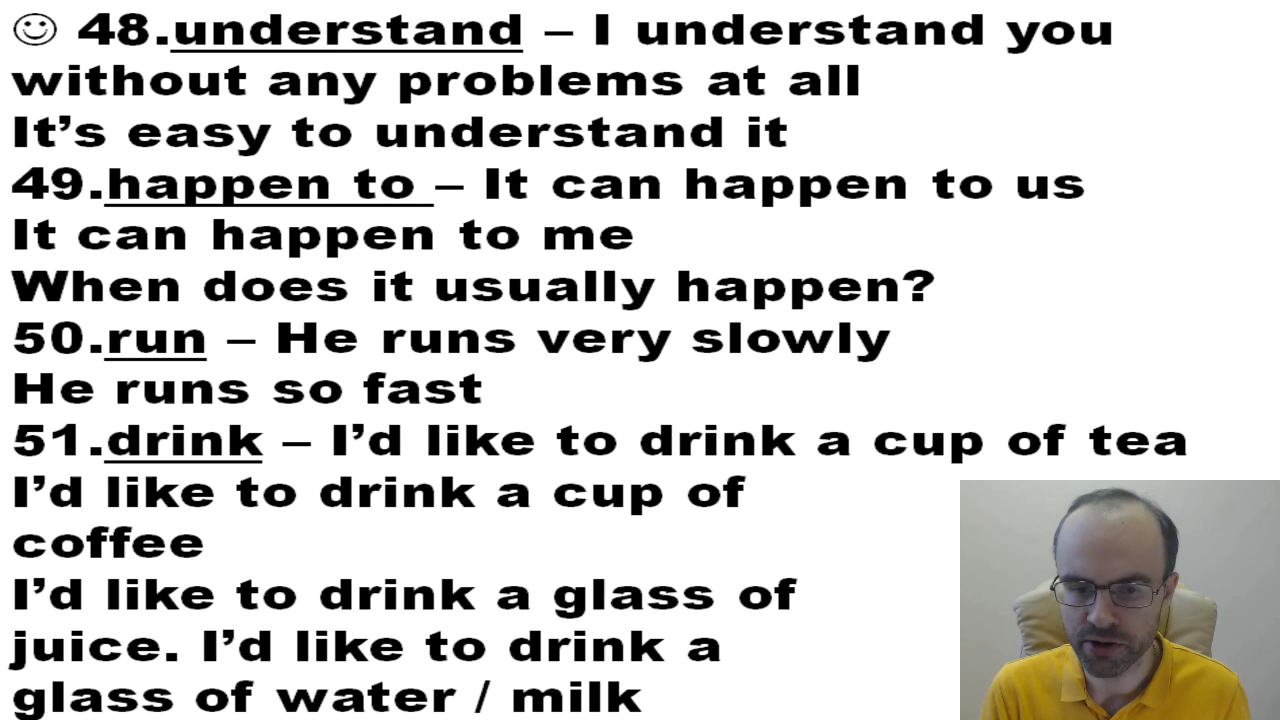 ☺ 48.understand – I understand you
without any problems at all
It’s easy to understand it
49.happen to – It can happen to us
It can happen to me
When does it usually happen?
50.run – He runs very slowly
He runs so fast
51.drink – I’d like to drink a cup of tea
I’d like to drink a cup of
coffee
I’d like to drink a glass of
juice. I’d like to drink a
glass of water / milk